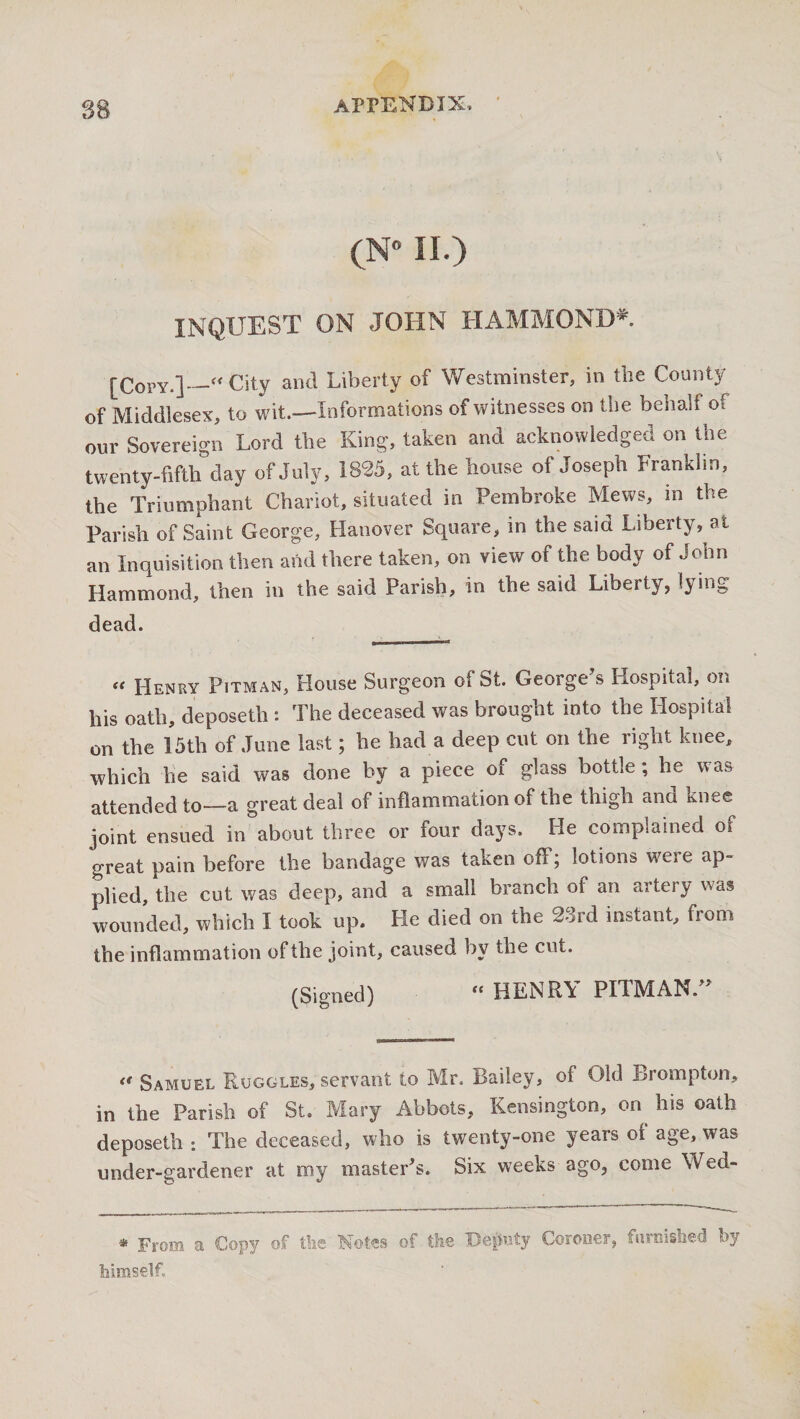 38 APPENDIX.
(N° II.)
INQUEST ON JOHN HAMMOND*.
[Copy.]—“ City and Liberty of Westminster, in the County
of Middlesex, to wit.—Informations of witnesses on the behalf of
our Sovereign Lord the King, taken and acknowledged on the
twenty-fifth day of July, 1825, at the house of Joseph Franklin,
the Triumphant Chariot, situated in Pembroke Mews, in the
Parish of Saint George, Hanover Square, in the said Liberty, at
an Inquisition then and there taken, on view of the body of John
Hammond, then in the said Parish, in the said Liberty, lying
dead.
“ Henry Pitman, House Surgeon of St. George’s Hospital, on
his oath, deposeth : The deceased was brought into the Hospital
on the 15th of June last ; he had a deep cut on the right knee,
which he said was done by a piece of glass bottle ; he was
attended to—a great deal of inflammation of the thigh and knee
joint ensued in about three or four days. He complained of
great pain before the bandage was taken off; lotions were ap-
plied, the cut was deep, and a small branch of an artery was
wounded, which I took up. He died on the 23rd instant, from
the inflammation of the joint, caused by the cut.
(Signed) “ HENRY PITMAN.”
“ Samuel Ruggles, servant to Mr. Bailey, of Old Brompton,
in the Parish of St. Mary Abbots, Kensington, on his oath
deposeth : The deceased, who is twenty-one years of age, was
under-gardener at my master’s. Six weeks ago, come Wed-
* From a Copy of the Notes of the Deputy Coroner, furnished by
himself.